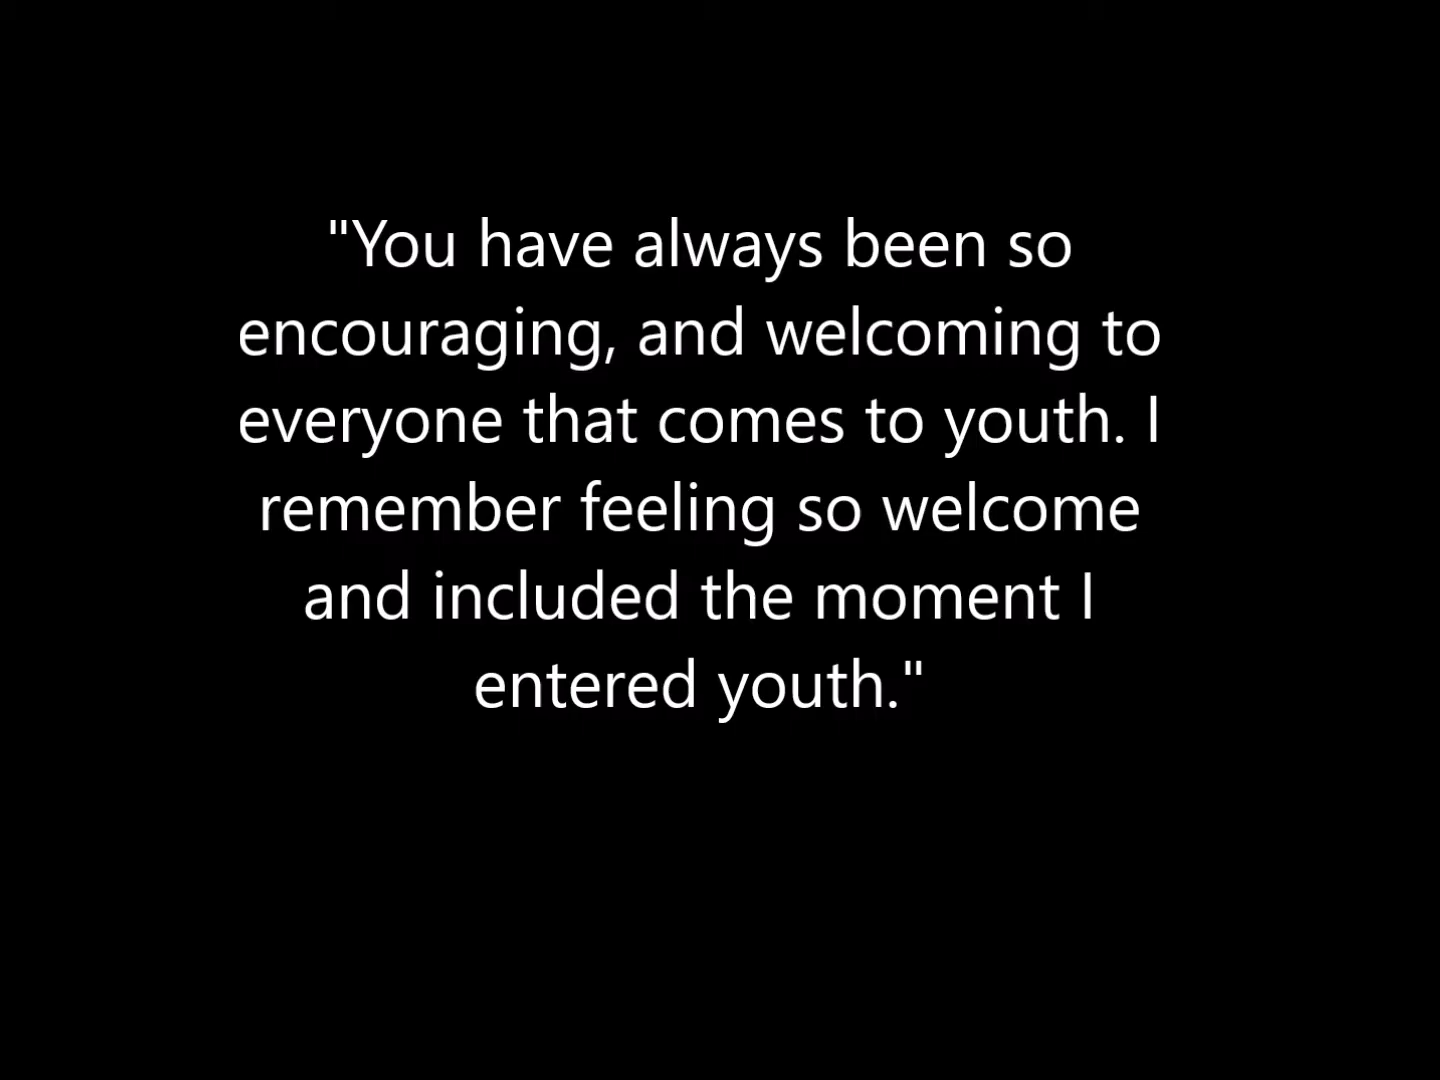 "You have always been so
encouraging, and welcoming to
everyone that comes to youth. I
remember feeling so welcome
and included the moment I
entered youth."